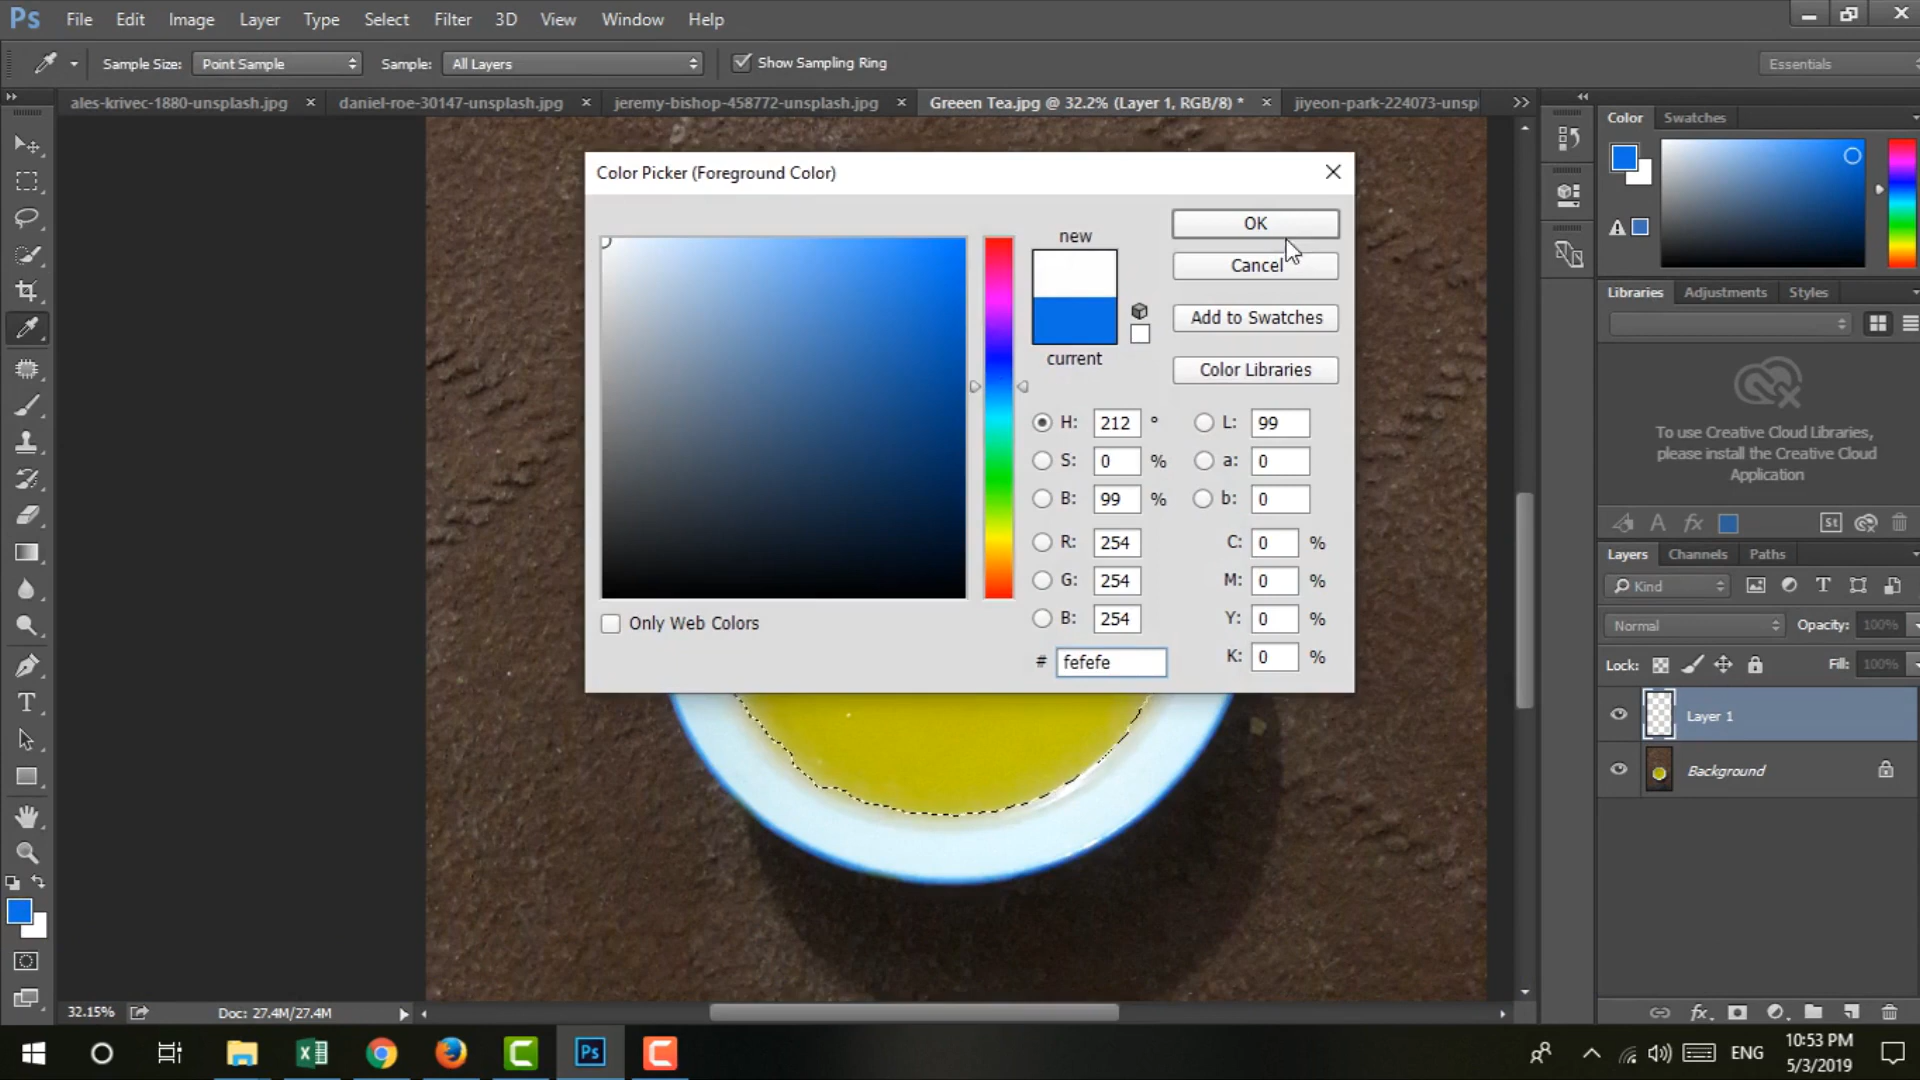 Ps File Edit Image Layer Type Select Filter 3D View Window Help
Sample Size: Point Sample Sample: All Layers Show Sampling Ring Essentials
ales-krivec-1880-unsplash.jpg × daniel-roe-30147-unsplash.jpg × jeremy-bishop-458772-unsplash.jpg × Greeen Tea.jpg @ 32.2% (Layer 1, RGB/8) * × jiyeon-park-224073-unsp
Color Swatches
Color Picker (Foreground Color)
new
current
OK
Cancel
Add to Swatches
Color Libraries
H: 212 ° L: 99
S: 0 % a: 0
B: 99 % b: 0
R: 254 C: 0 %
G: 254 M: 0 %
B: 254 Y: 0 %
# fefefe K: 0 %
Only Web Colors
Libraries Adjustments Styles
To use Creative Cloud Libraries,
please install the Creative Cloud
Application
A fx St
Layers Channels Paths
Kind T
Normal Opacity: 100%
Lock: Fill: 100%
Layer 1
Background
T
fx
32.15% Doc: 27.4M/27.4M
Ps
ENG
10:53 PM
5/3/2019